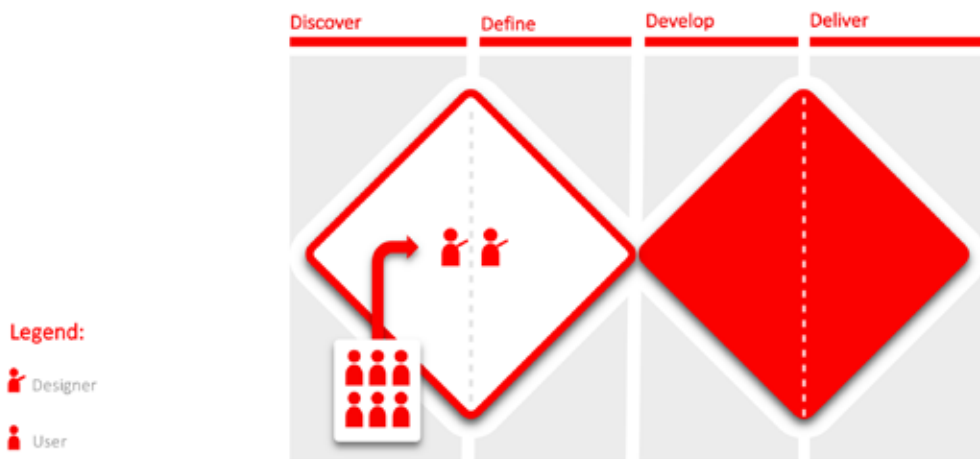 Discover
Define
Develop
Deliver
Legend:
Designer
User